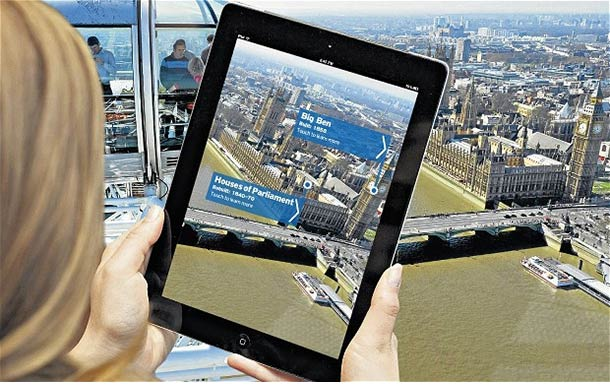 Big Ben
Built: 1858
Touch to learn more
Houses of Parliament
Rebuilt: 1840-70
Touch to learn more